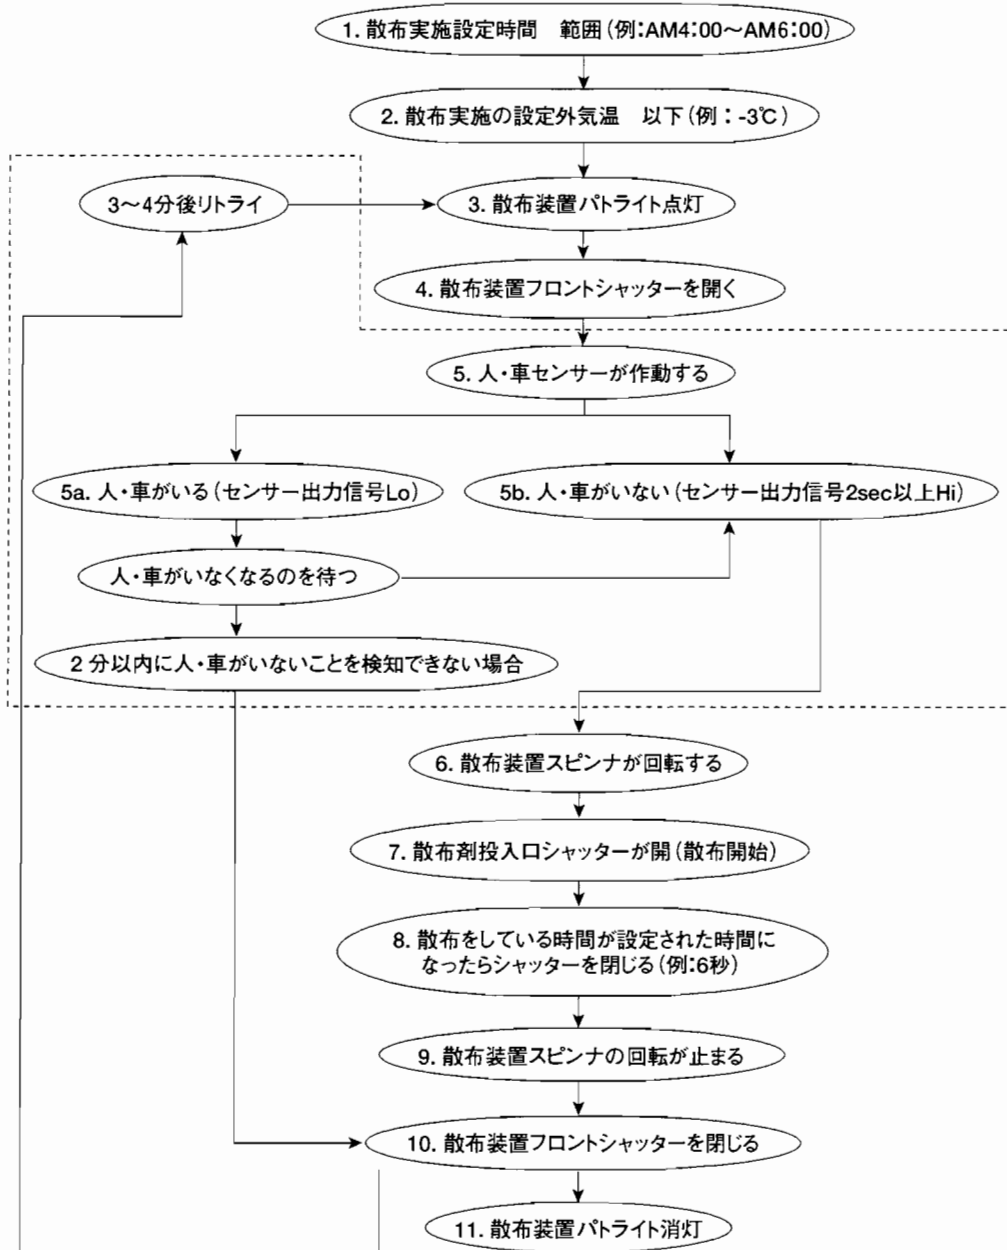 1. 散布実施設定時間　範囲(例:AM4:00～AM6:00)
2. 散布実施の設定外気温　以下(例：-3℃)
3～4分後リトライ
3. 散布装置パトライト点灯
4. 散布装置フロントシャッターを開く
5. 人・車センサーが作動する
5a. 人・車がいる(センサー出力信号Lo)
5b. 人・車がいない(センサー出力信号2sec以上Hi)
人・車がいなくなるのを待つ
2 分以内に人・車がいないことを検知できない場合
6. 散布装置スピンナが回転する
7. 散布剤投入口シャッターが開(散布開始)
8. 散布をしている時間が設定された時間に
なったらシャッターを閉じる(例:6秒)
9. 散布装置スピンナの回転が止まる
10. 散布装置フロントシャッターを閉じる
11. 散布装置パトライト消灯